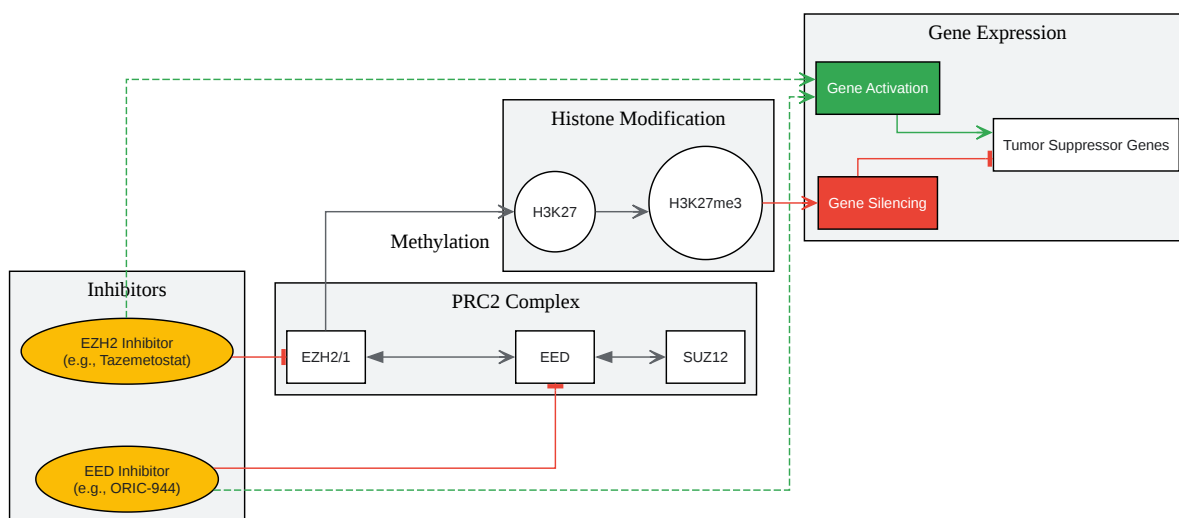 Gene Expression
Gene Activation
Tumor Suppressor Genes
Gene Silencing
Histone Modification
H3K27
H3K27me3
Methylation
Inhibitors
EZH2 Inhibitor
(e.g., Tazemetostat)
EED Inhibitor
(e.g., ORIC-944)
PRC2 Complex
EZH2/1
EED
SUZ12